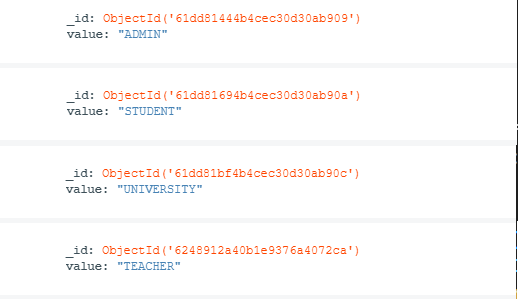 _id: ObjectId('61dd81444b4cec30d30ab909')
value: "ADMIN"
_id: ObjectId('61dd81694b4cec30d30ab90a')
value: "STUDENT"
_id: ObjectId('61dd81bf4b4cec30d30ab90c')
value: "UNIVERSITY"
_id: ObjectId('6248912a40b1e9376a4072ca')
value: "TEACHER"